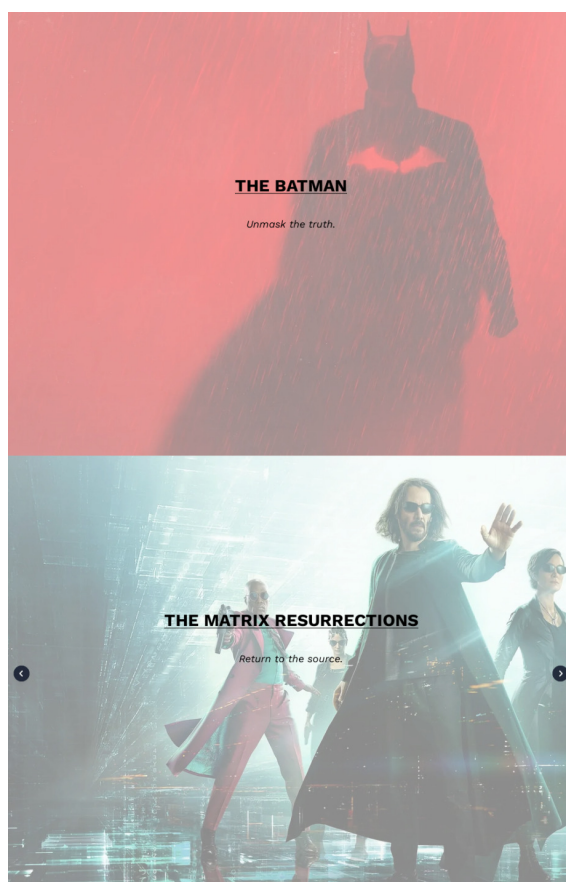 THE BATMAN
Unmask the truth.
THE MATRIX RESURRECTIONS
Return to the source.